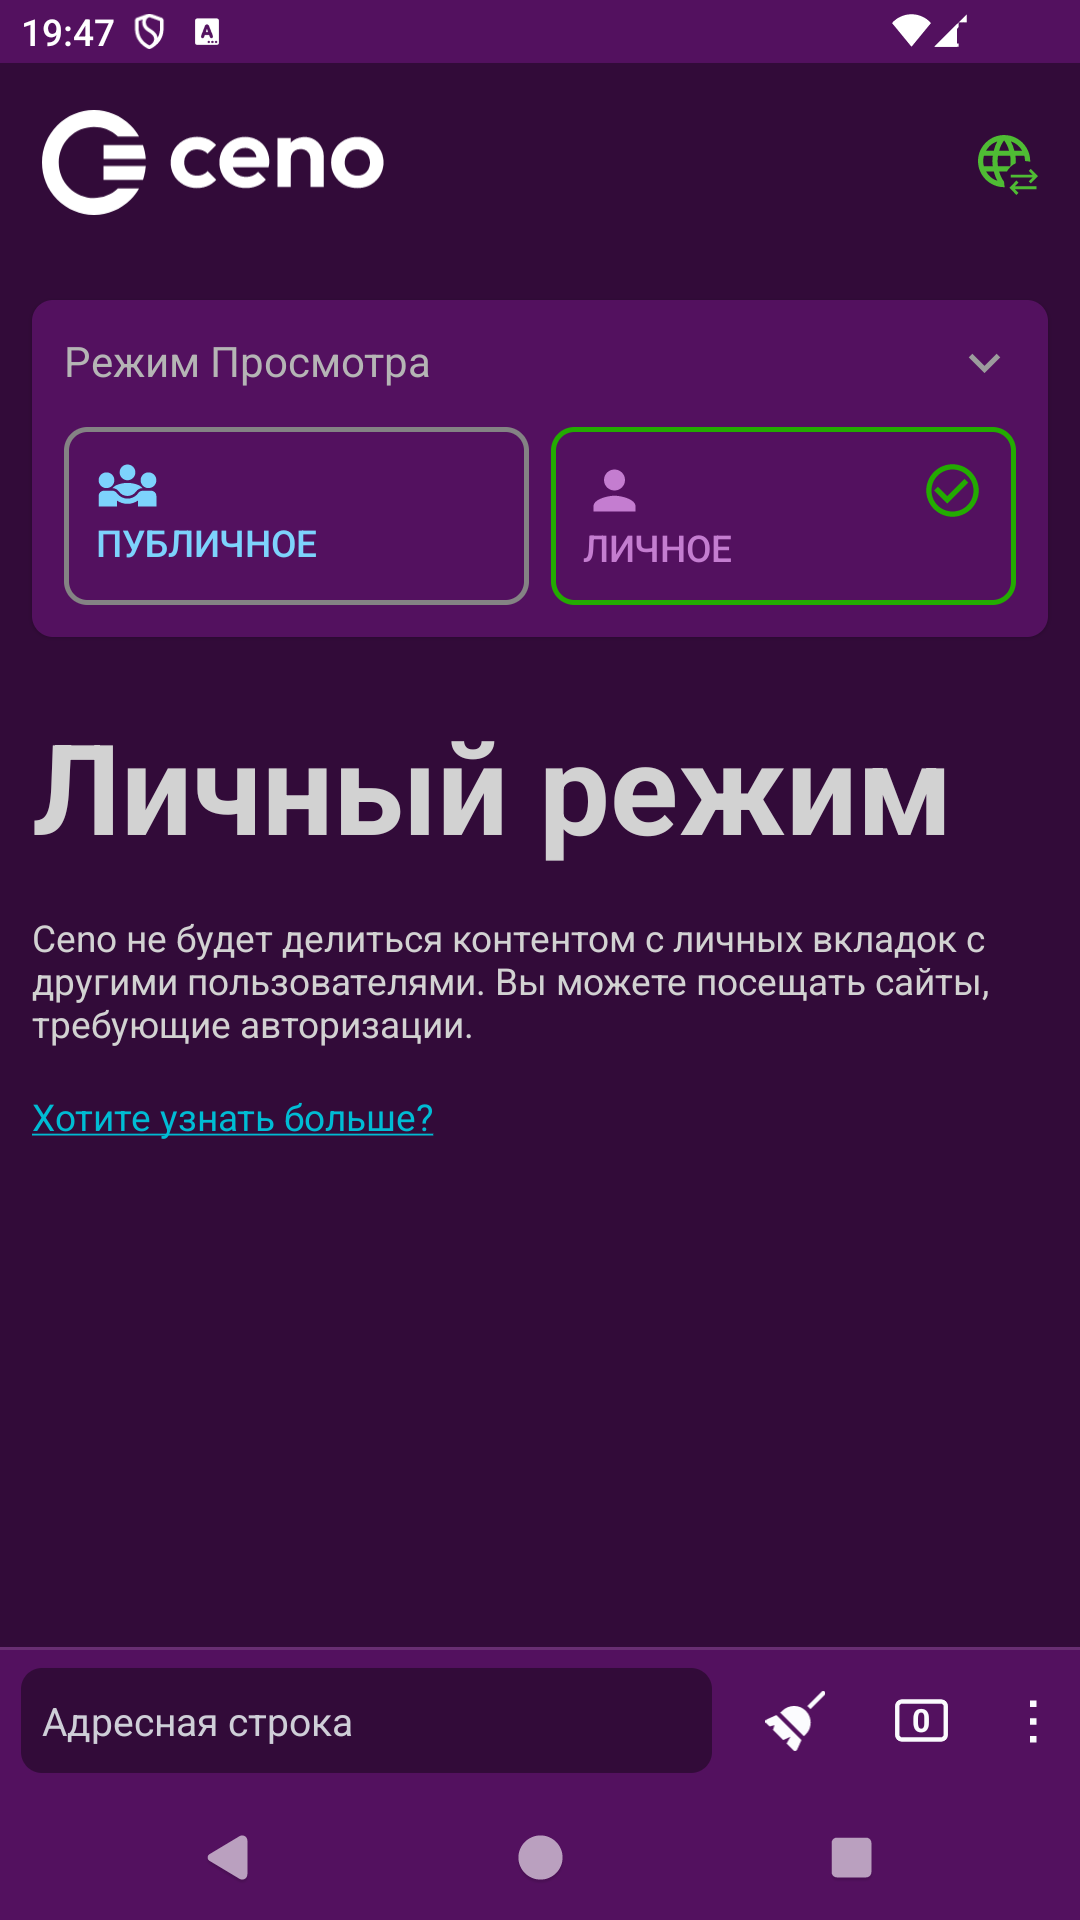 19:47
ceno
Режим Просмотра
ПУБЛИЧНОЕ
ЛИЧНОЕ
Личный режим
Ceno не будет делиться контентом с личных вкладок с
другими пользователями. Вы можете посещать сайты,
требующие авторизации.
Хотите узнать больше?
Адресная строка
0